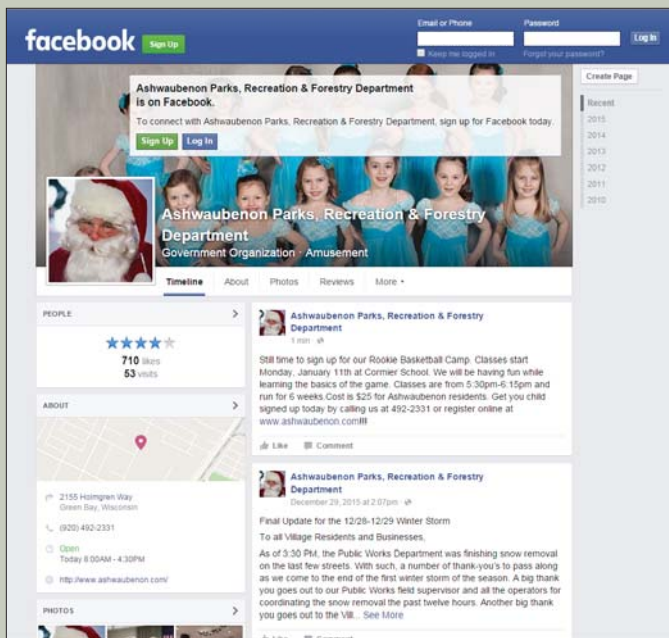 facebook
Sign Up
Email or Phone
Password
Log In
Keep me logged in
Forgot your password?
Create Page
Recent
2015
2014
2013
2012
2011
2010
Ashwaubenon Parks, Recreation & Forestry Department
is on Facebook.
To connect with Ashwaubenon Parks, Recreation & Forestry Department, sign up for Facebook today.
Sign Up
Log In
Ashwaubenon Parks, Recreation & Forestry
Department
Government Organization · Amusement
Timeline
About
Photos
Reviews
More
PEOPLE
710 likes
53 visits
ABOUT
2155 Holmgren Way
Green Bay, Wisconsin
(920) 492-2331
Open
Today 8:00AM - 4:30PM
http://www.ashwaubenon.com/
PHOTOS
Ashwaubenon Parks, Recreation & Forestry
Department
1 min ·
Still time to sign up for our Rookie Basketball Camp. Classes start
Monday, January 11th at Cormier School. We will be having fun while
learning the basics of the game. Classes are from 5:30pm-6:15pm and
run for 6 weeks.Cost is $25 for Ashwaubenon residents. Get you child
signed up today by calling us at 492-2331 or register online at
www.ashwaubenon.com!!!!
Like
Comment
Ashwaubenon Parks, Recreation & Forestry
Department
December 29, 2015 at 2:07pm ·
Final Update for the 12/28-12/29 Winter Storm
To all Village Residents and Businesses,
As of 3:30 PM, the Public Works Department was finishing snow removal
on the last few streets. With such, a number of thank-you's to pass along
as we come to the end of the first winter storm of the season. A big thank
you goes out to our Public Works field supervisor and all the operators for
coordinating the snow removal the past twelve hours. Another big thank
you goes out to the Vill... See More
Like
Comment